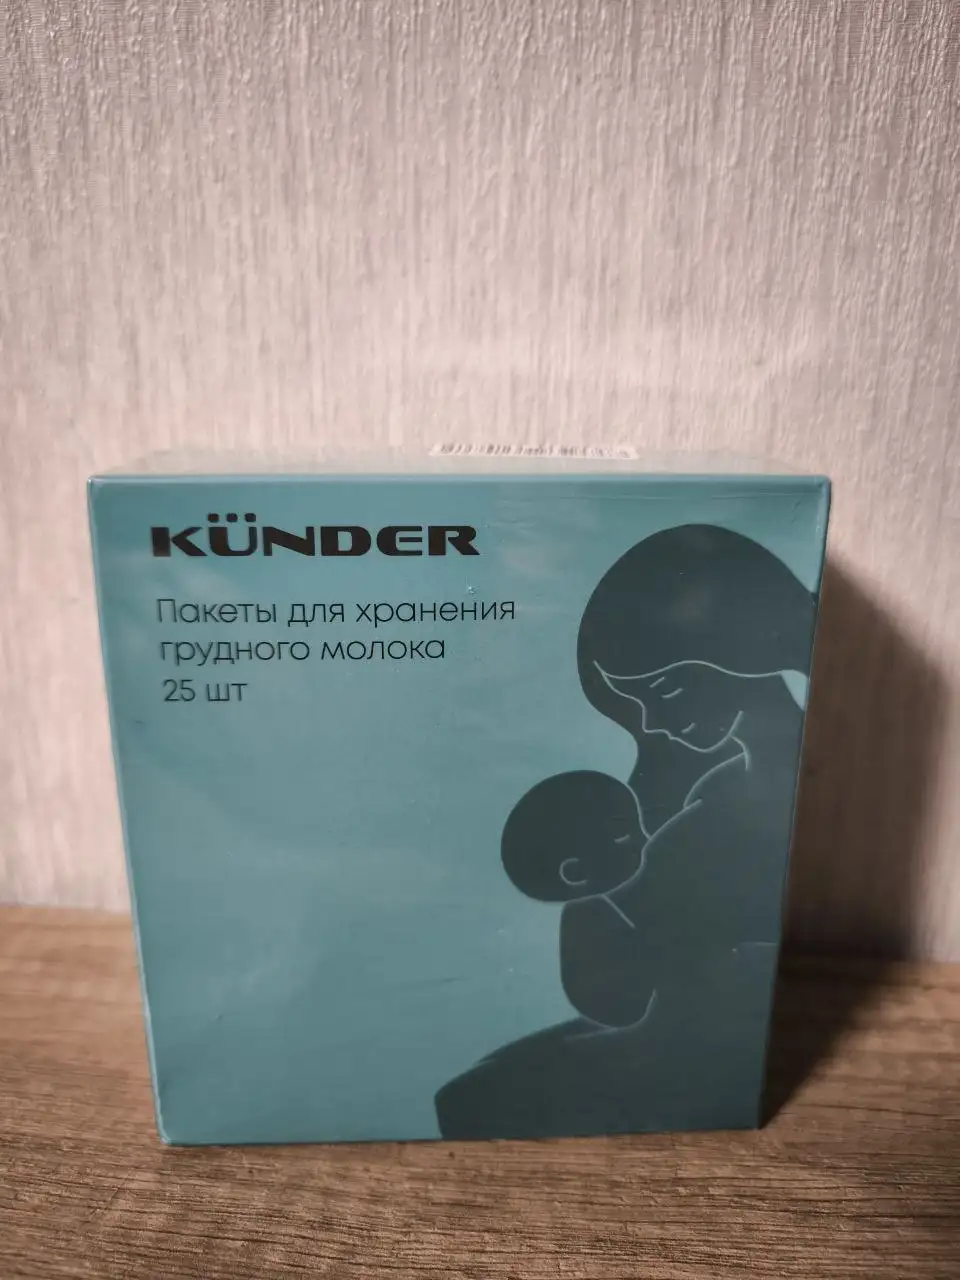 KÜNDER
Пакеты для хранения
грудного молока
25 шт